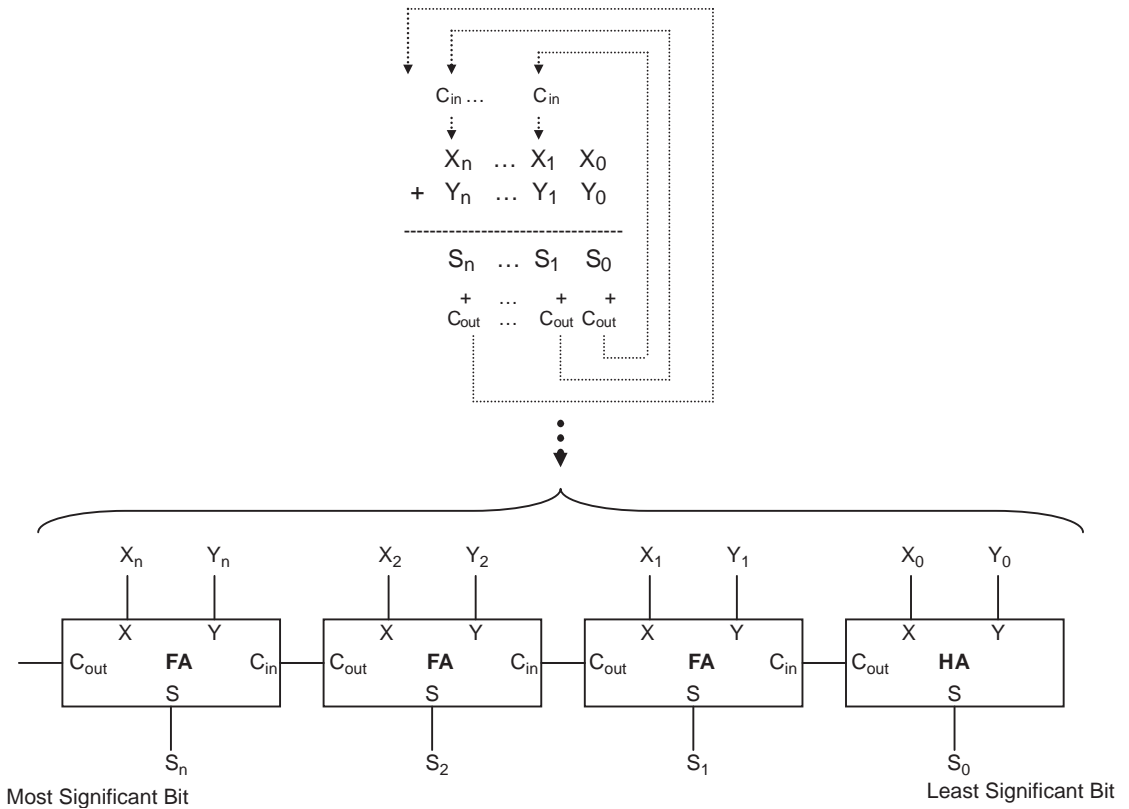 Cin ... Cin
Xn ... X1 X0
+ Yn ... Y1 Y0
-----------------------------
Sn ... S1 S0
+ ... + +
Cout ... Cout Cout
Xn Yn X2 Y2 X1 Y1 X0 Y0
X Y X Y X Y X Y
Cout FA Cin Cout FA Cin Cout FA Cin Cout HA
S S S S
Sn S2 S1 S0
Most Significant Bit Least Significant Bit